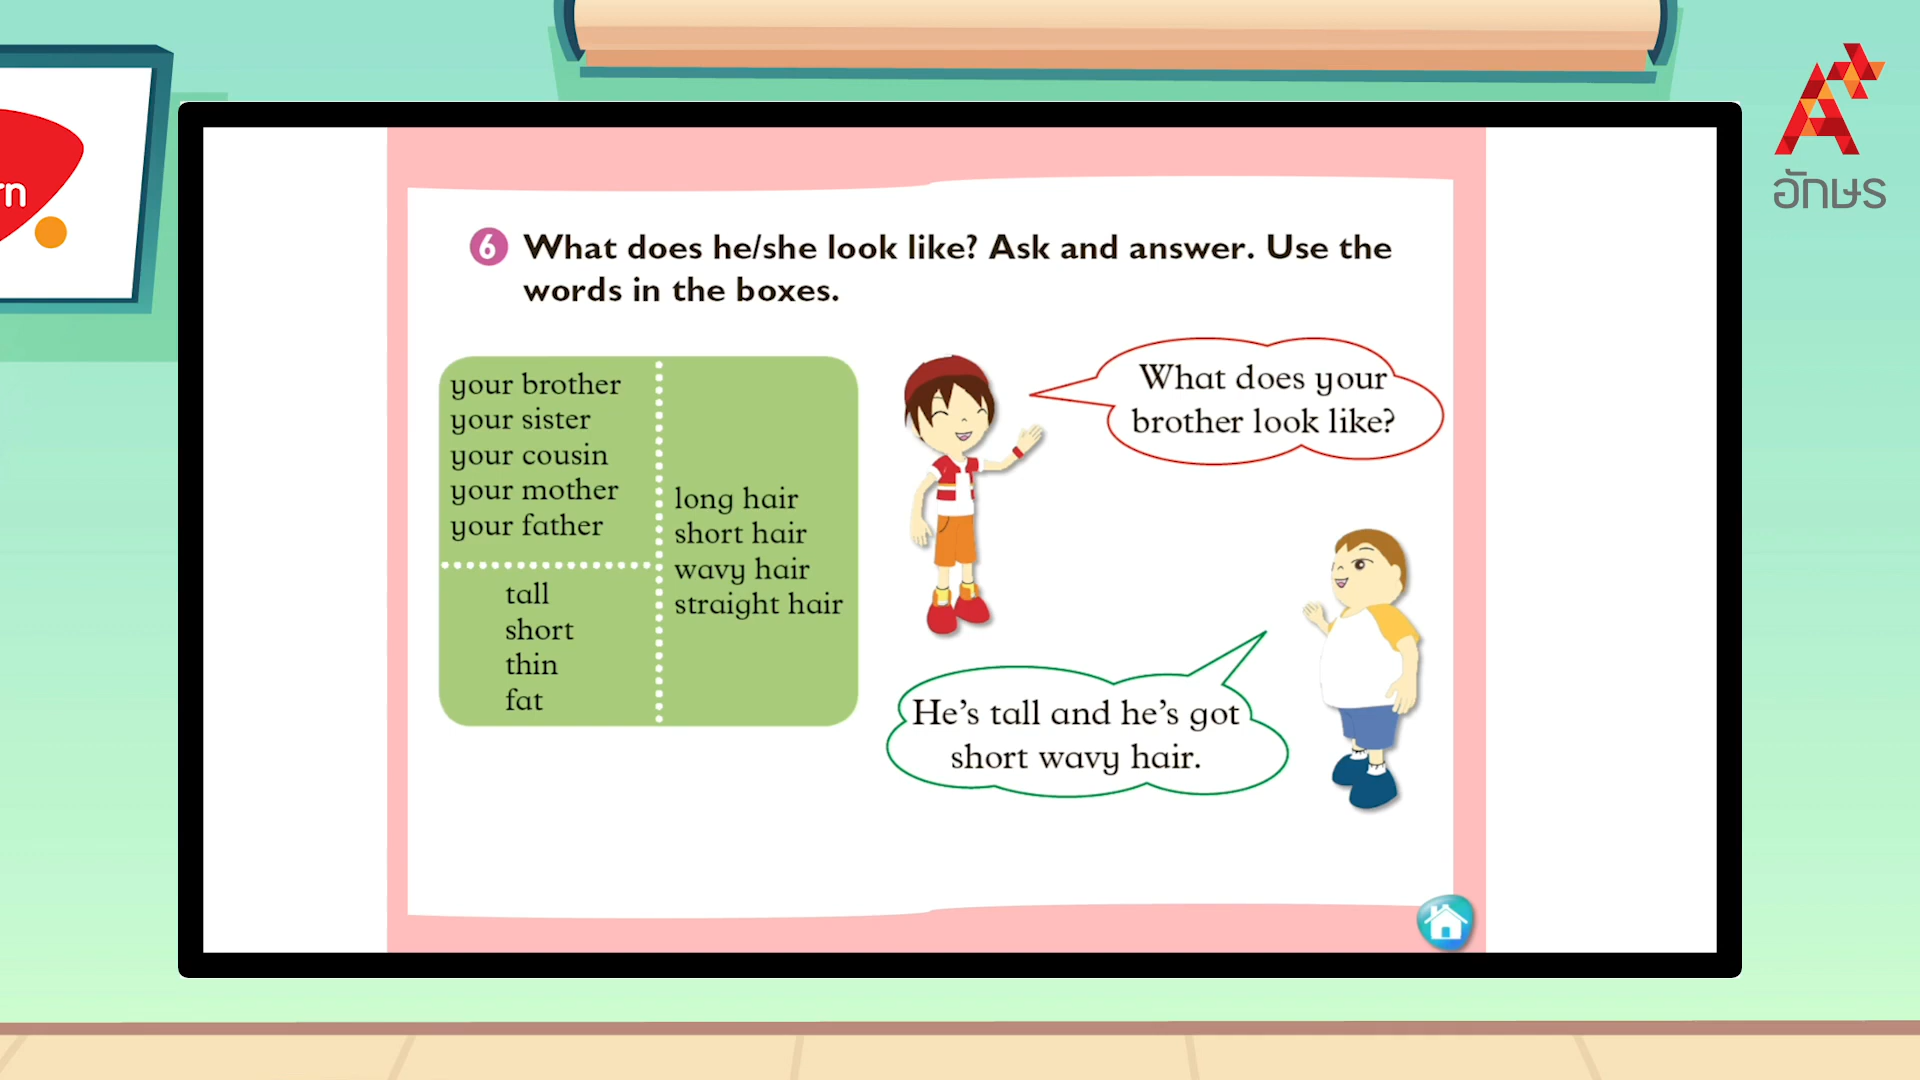 rn
อักษร
6 What does he/she look like? Ask and answer. Use the
words in the boxes.
your brother
your sister
your cousin
your mother
your father
tall
short
thin
fat
long hair
short hair
wavy hair
straight hair
What does your
brother look like?
He's tall and he's got
short wavy hair.